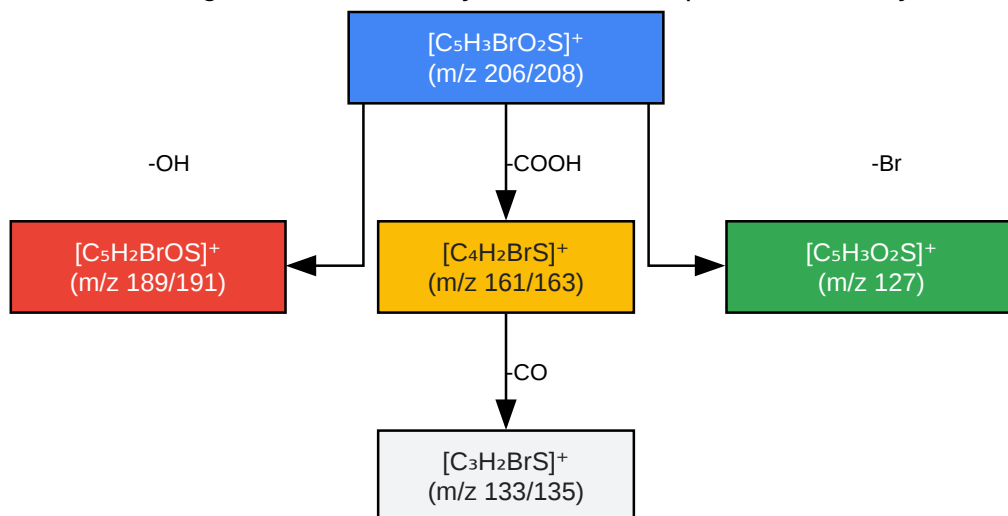 [C₅H₃BrO₂S]⁺
(m/z 206/208)
-OH
-COOH
-Br
[C₅H₂BrOS]⁺
(m/z 189/191)
[C₄H₂BrS]⁺
(m/z 161/163)
[C₅H₃O₂S]⁺
(m/z 127)
-CO
[C₃H₂BrS]⁺
(m/z 133/135)